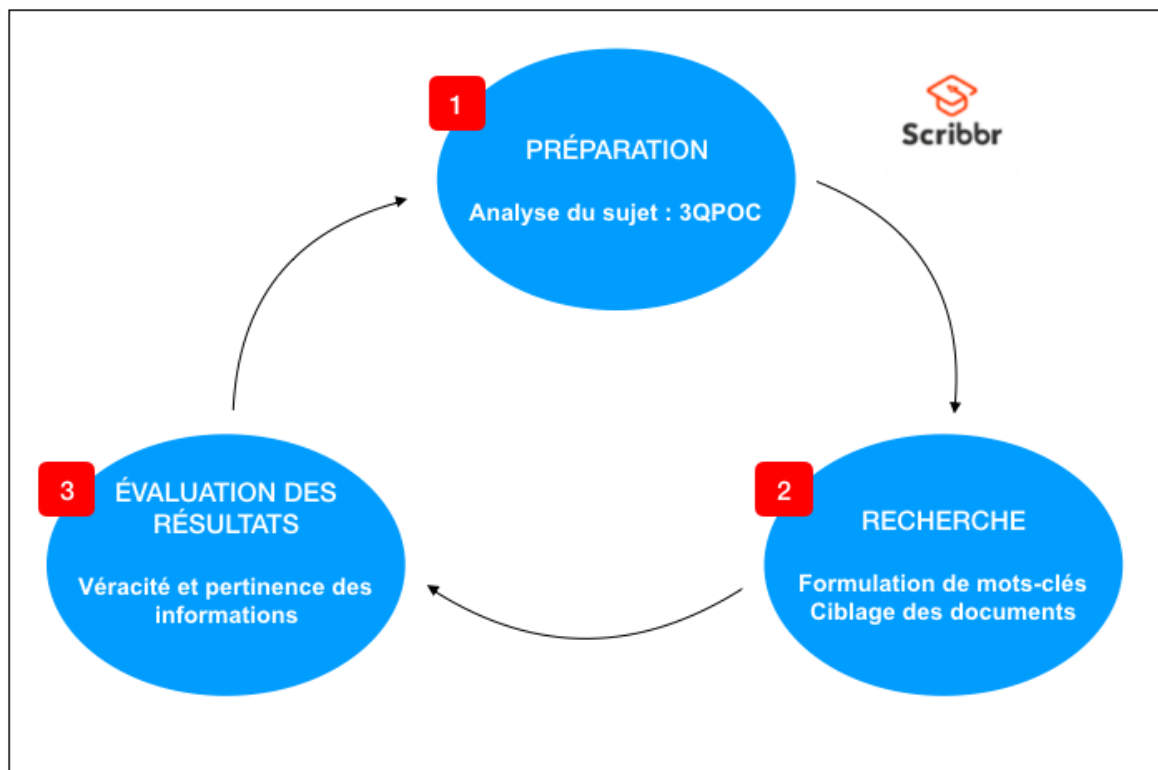 1
PRÉPARATION
Analyse du sujet : 3QPOC
Scribbr
2
RECHERCHE
Formulation de mots-clés
Ciblage des documents
3
ÉVALUATION DES
RÉSULTATS
Véracité et pertinence des
informations